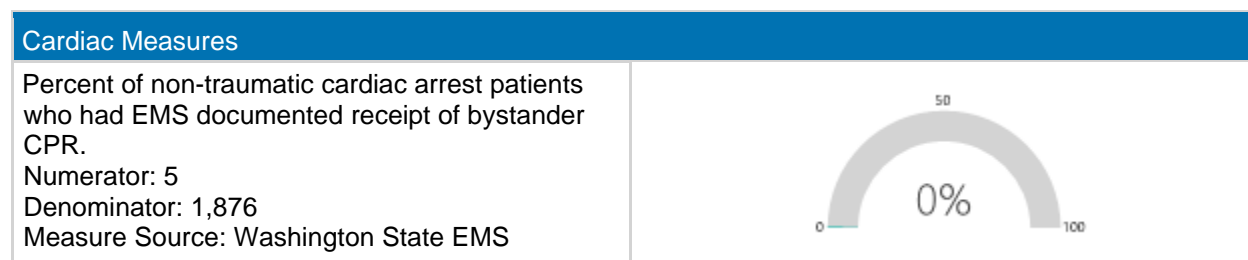 Cardiac Measures
Percent of non-traumatic cardiac arrest patients
who had EMS documented receipt of bystander
CPR.
Numerator: 5
Denominator: 1,876
Measure Source: Washington State EMS
50
0%
0
100